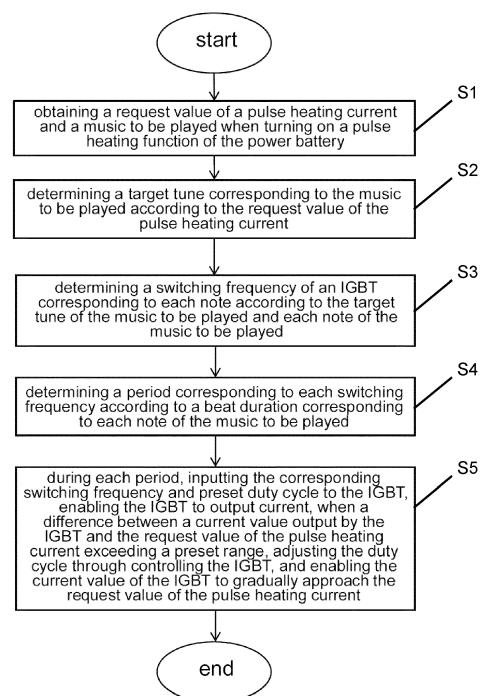 start
S1
obtaining a request value of a pulse heating current
and a music to be played when turning on a pulse
heating function of the power battery
S2
determining a target tune corresponding to the music
to be played according to the request value of the
pulse heating current
S3
determining a switching frequency of an IGBT
corresponding to each note according to the target
tune of the music to be played and each note of the
music to be played
S4
determining a period corresponding to each switching
frequency according to a beat duration corresponding
to each note of the music to be played
S5
during each period, inputting the corresponding
switching frequency and preset duty cycle to the IGBT,
enabling the IGBT to output current, when a
difference between a current value output by the
IGBT and the request value of the pulse heating
current exceeding a preset range, adjusting the duty
cycle through controlling the IGBT, and enabling the
current value of the IGBT to gradually approach the
request value of the pulse heating current
end